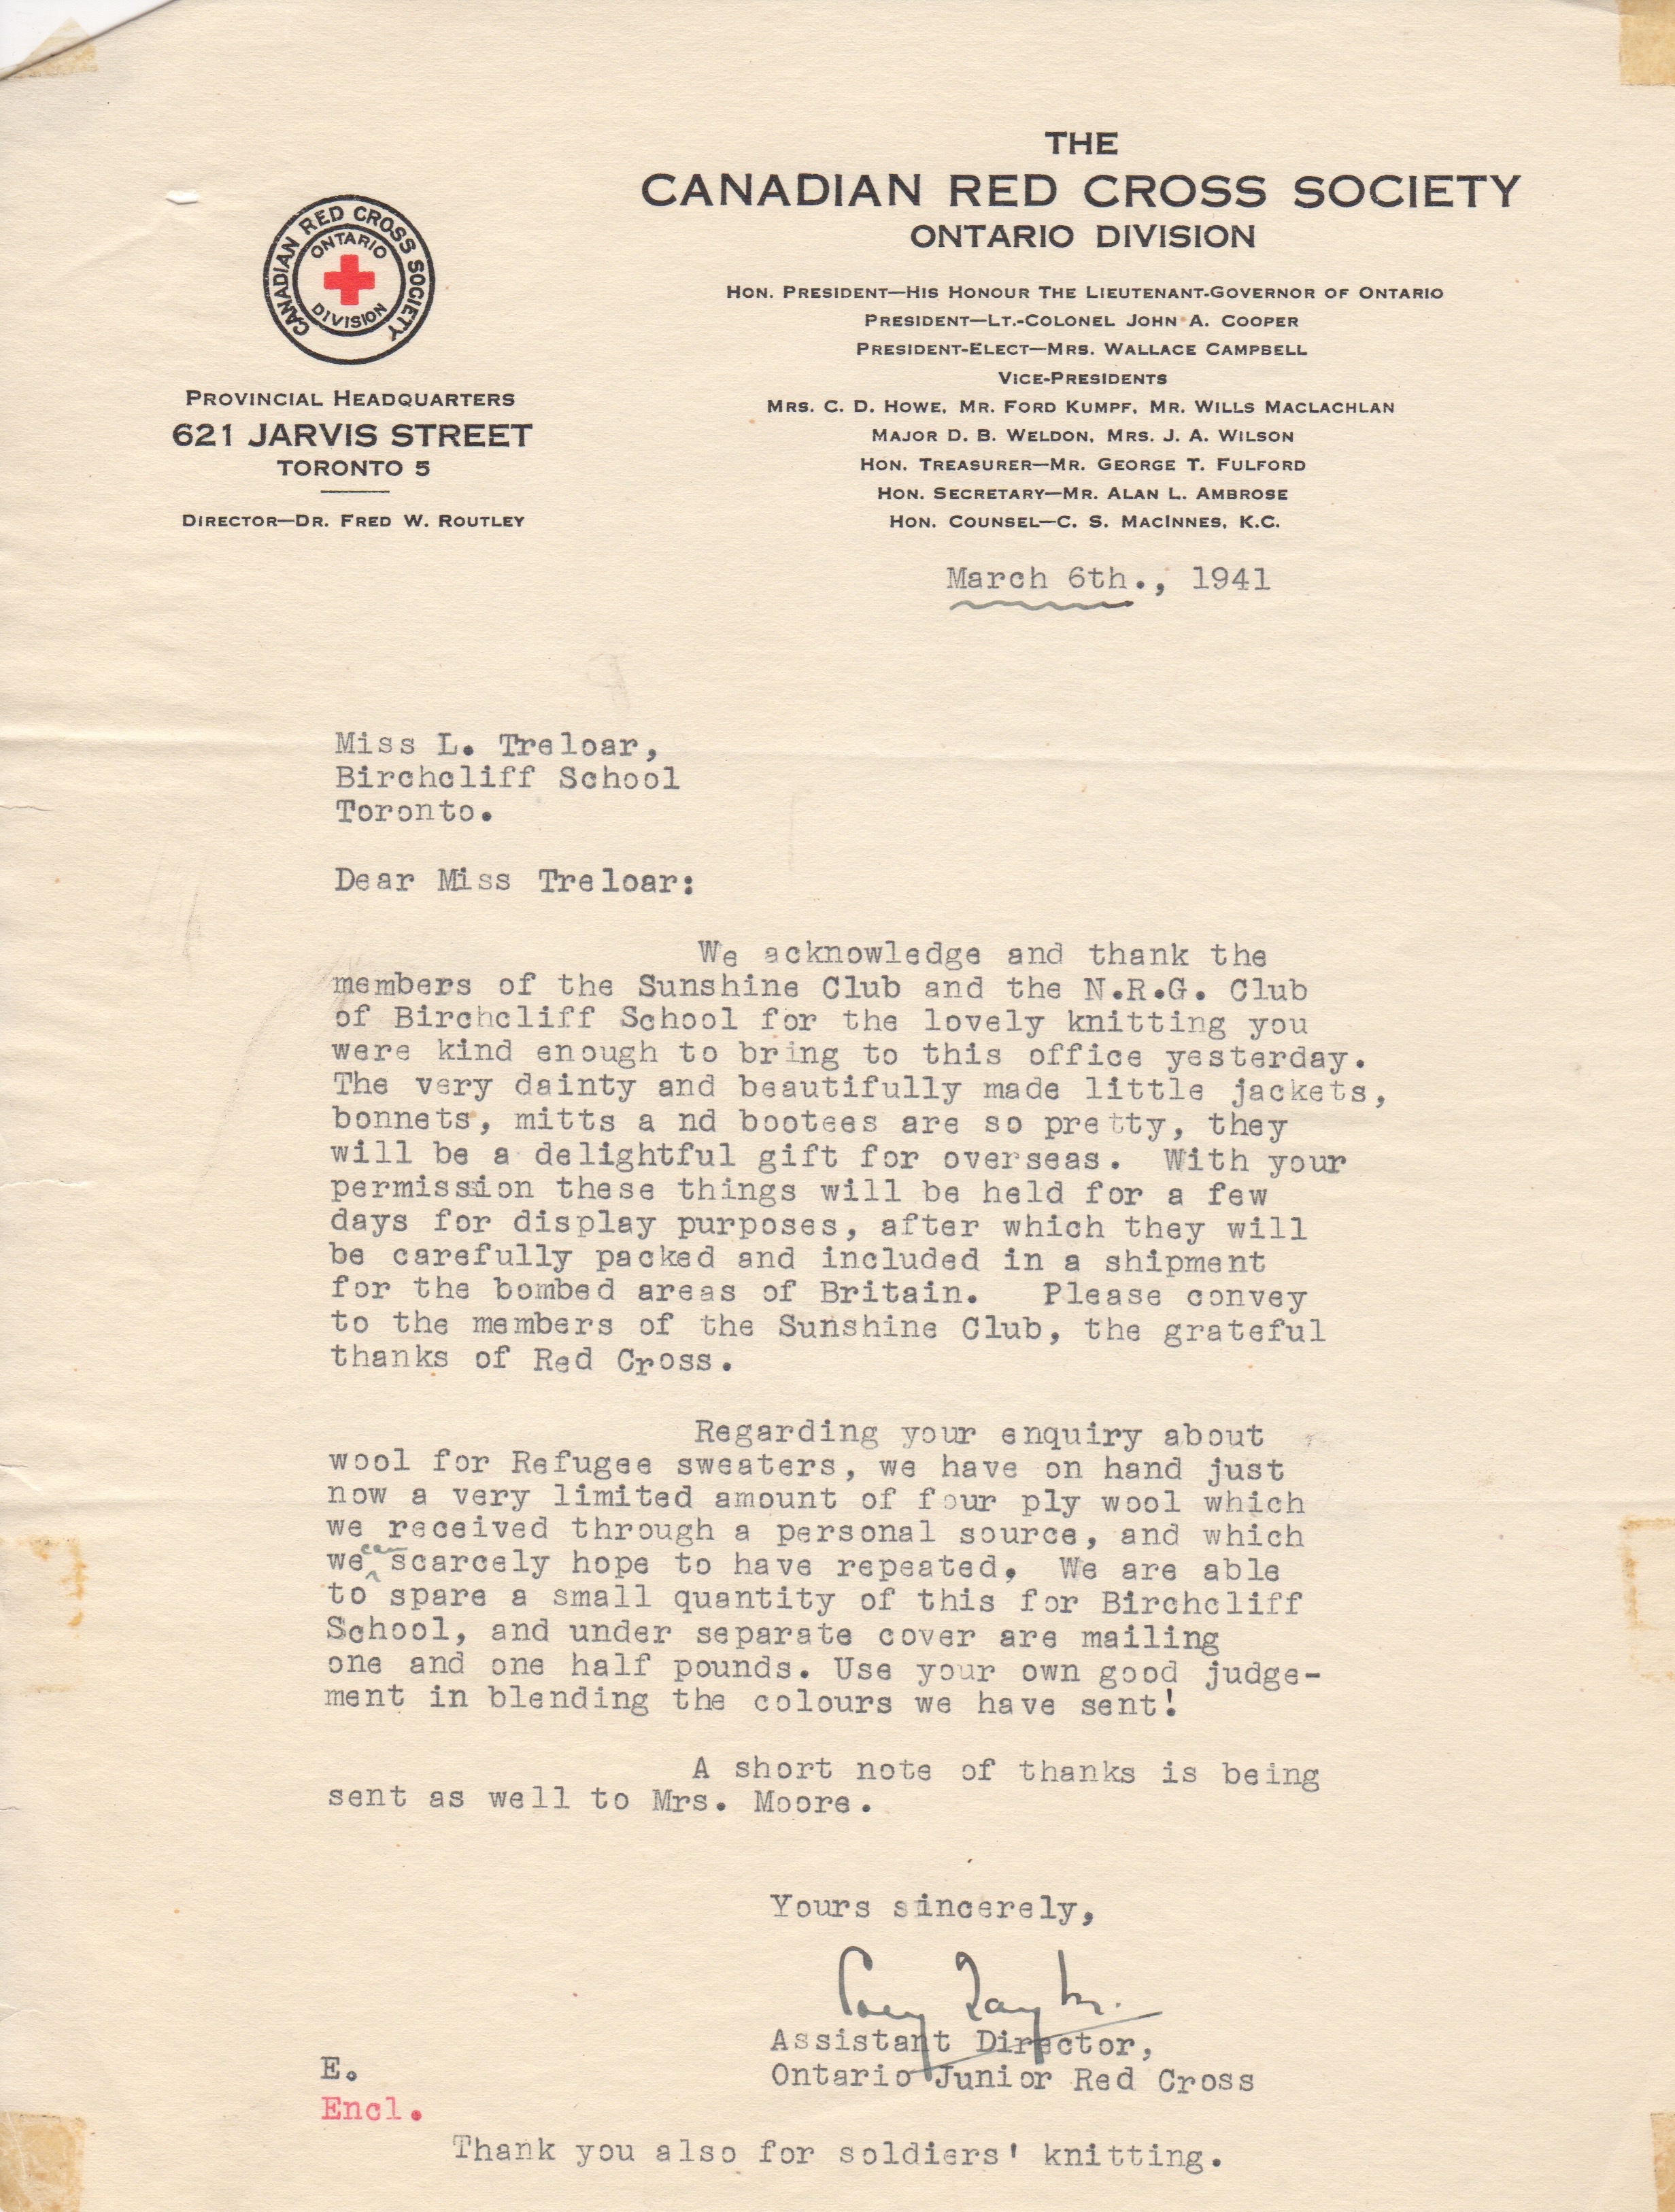 THE
CANADIAN RED CROSS SOCIETY
ONTARIO DIVISION
HON. PRESIDENT—HIS HONOUR THE LIEUTENANT-GOVERNOR OF ONTARIO
PRESIDENT—LT.-COLONEL JOHN A. COOPER
PRESIDENT-ELECT—MRS. WALLACE CAMPBELL
VICE-PRESIDENTS
MRS. C. D. HOWE, MR. FORD KUMPF, MR. WILLS MACLACHLAN
MAJOR D. B. WELDON, MRS. J. A. WILSON
HON. TREASURER—MR. GEORGE T. FULFORD
HON. SECRETARY—MR. ALAN L. AMBROSE
HON. COUNSEL—C. S. MACINNES, K.C.
CANADIAN RED CROSS SOCIETY
ONTARIO
DIVISION
PROVINCIAL HEADQUARTERS
621 JARVIS STREET
TORONTO 5
DIRECTOR—DR. FRED W. ROUTLEY
March 6th., 1941
Miss L. Treloar,
Birchcliff School
Toronto.
Dear Miss Treloar:
We acknowledge and thank the
members of the Sunshine Club and the N.R.G. Club
of Birchcliff School for the lovely knitting you
were kind enough to bring to this office yesterday.
The very dainty and beautifully made little jackets,
bonnets, mitts a nd bootees are so pretty, they
will be a delightful gift for overseas. With your
permission these things will be held for a few
days for display purposes, after which they will
be carefully packed and included in a shipment
for the bombed areas of Britain. Please convey
to the members of the Sunshine Club, the grateful
thanks of Red Cross.
Regarding your enquiry about
wool for Refugee sweaters, we have on hand just
now a very limited amount of four ply wool which
we received through a personal source, and which
we can scarcely hope to have repeated. We are able
to spare a small quantity of this for Birchcliff
School, and under separate cover are mailing
one and one half pounds. Use your own good judge-
ment in blending the colours we have sent!
A short note of thanks is being
sent as well to Mrs. Moore.
Yours sincerely,
Taylor
Assistant Director,
Ontario Junior Red Cross
E.
Encl.
Thank you also for soldiers' knitting.